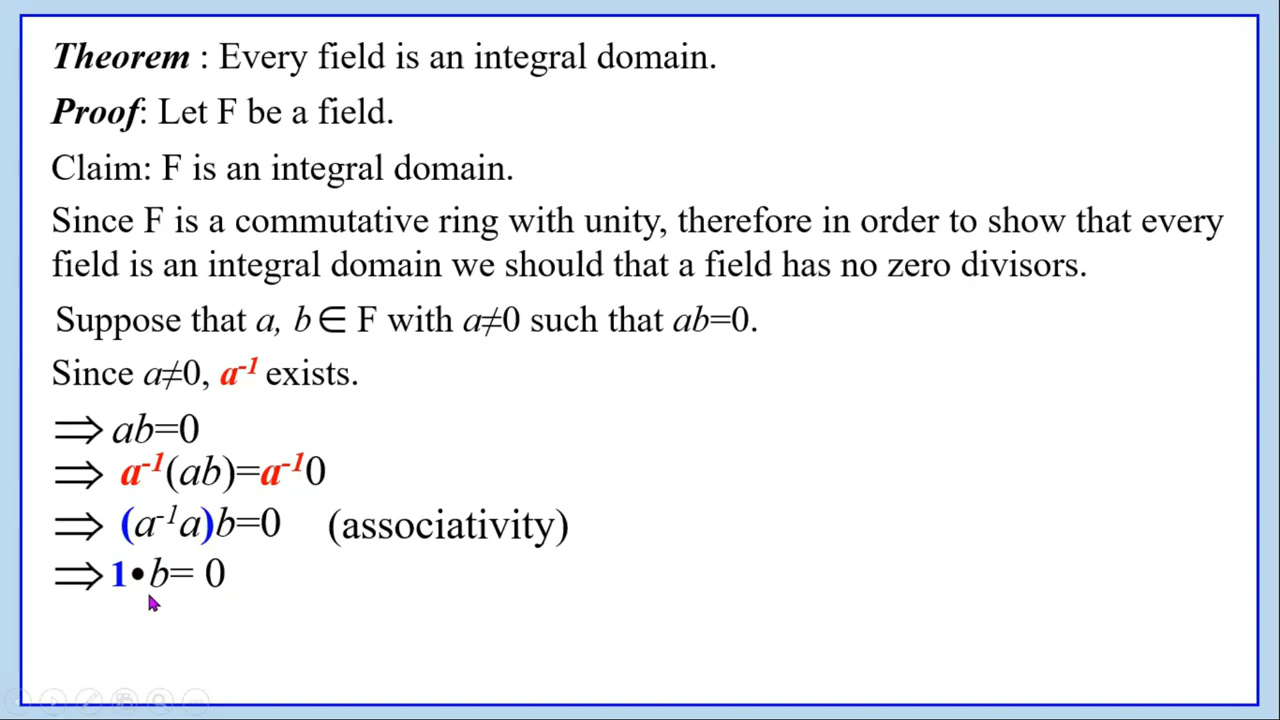 Theorem : Every field is an integral domain.
Proof: Let F be a field.
Claim: F is an integral domain.
Since F is a commutative ring with unity, therefore in order to show that every
field is an integral domain we should that a field has no zero divisors.
Suppose that a, b∈ F with a≠0 such that ab=0.
Since a≠0, a⁻¹ exists.
⟹ ab=0
⟹ a⁻¹(ab)=a⁻¹0
⟹ (a⁻¹a)b=0 (associativity)
⟹ 1•b= 0